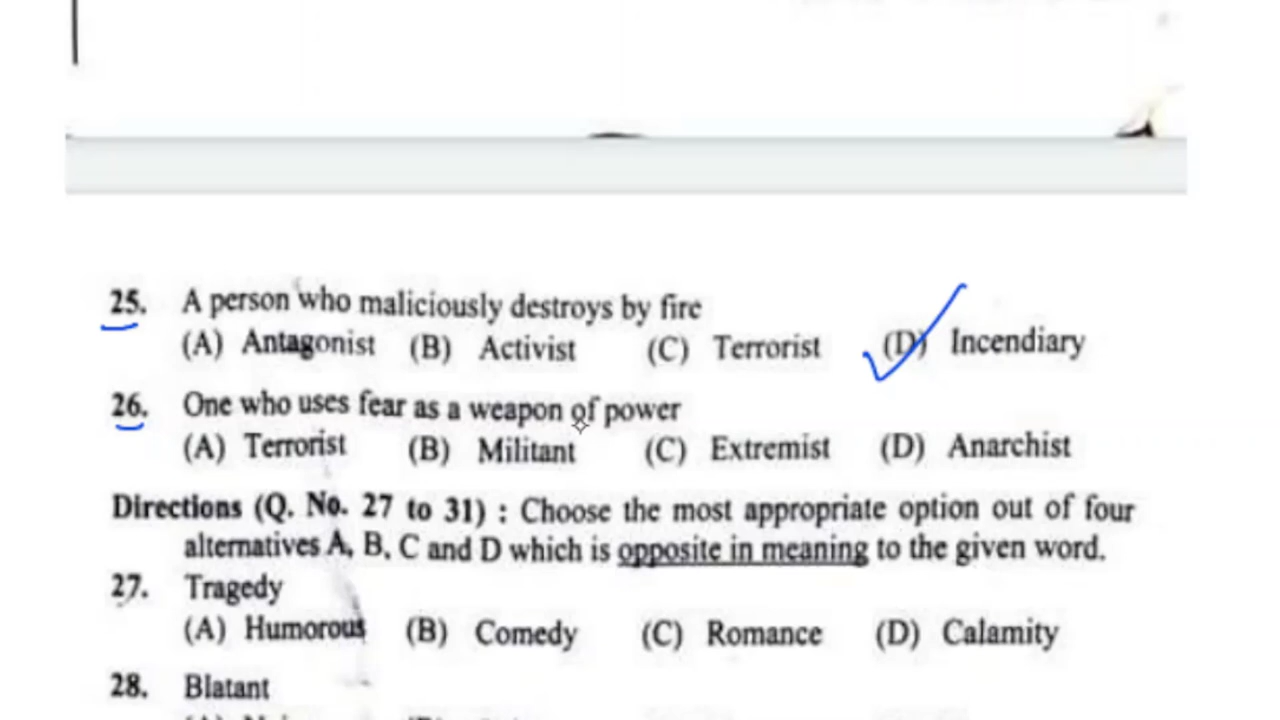 25. A person who maliciously destroys by fire
(A) Antagonist (B) Activist (C) Terrorist (D) Incendiary
26. One who uses fear as a weapon of power
(A) Terrorist (B) Militant (C) Extremist (D) Anarchist
Directions (Q. No. 27 to 31) : Choose the most appropriate option out of four
alternatives A, B, C and D which is opposite in meaning to the given word.
27. Tragedy
(A) Humorous (B) Comedy (C) Romance (D) Calamity
28. Blatant